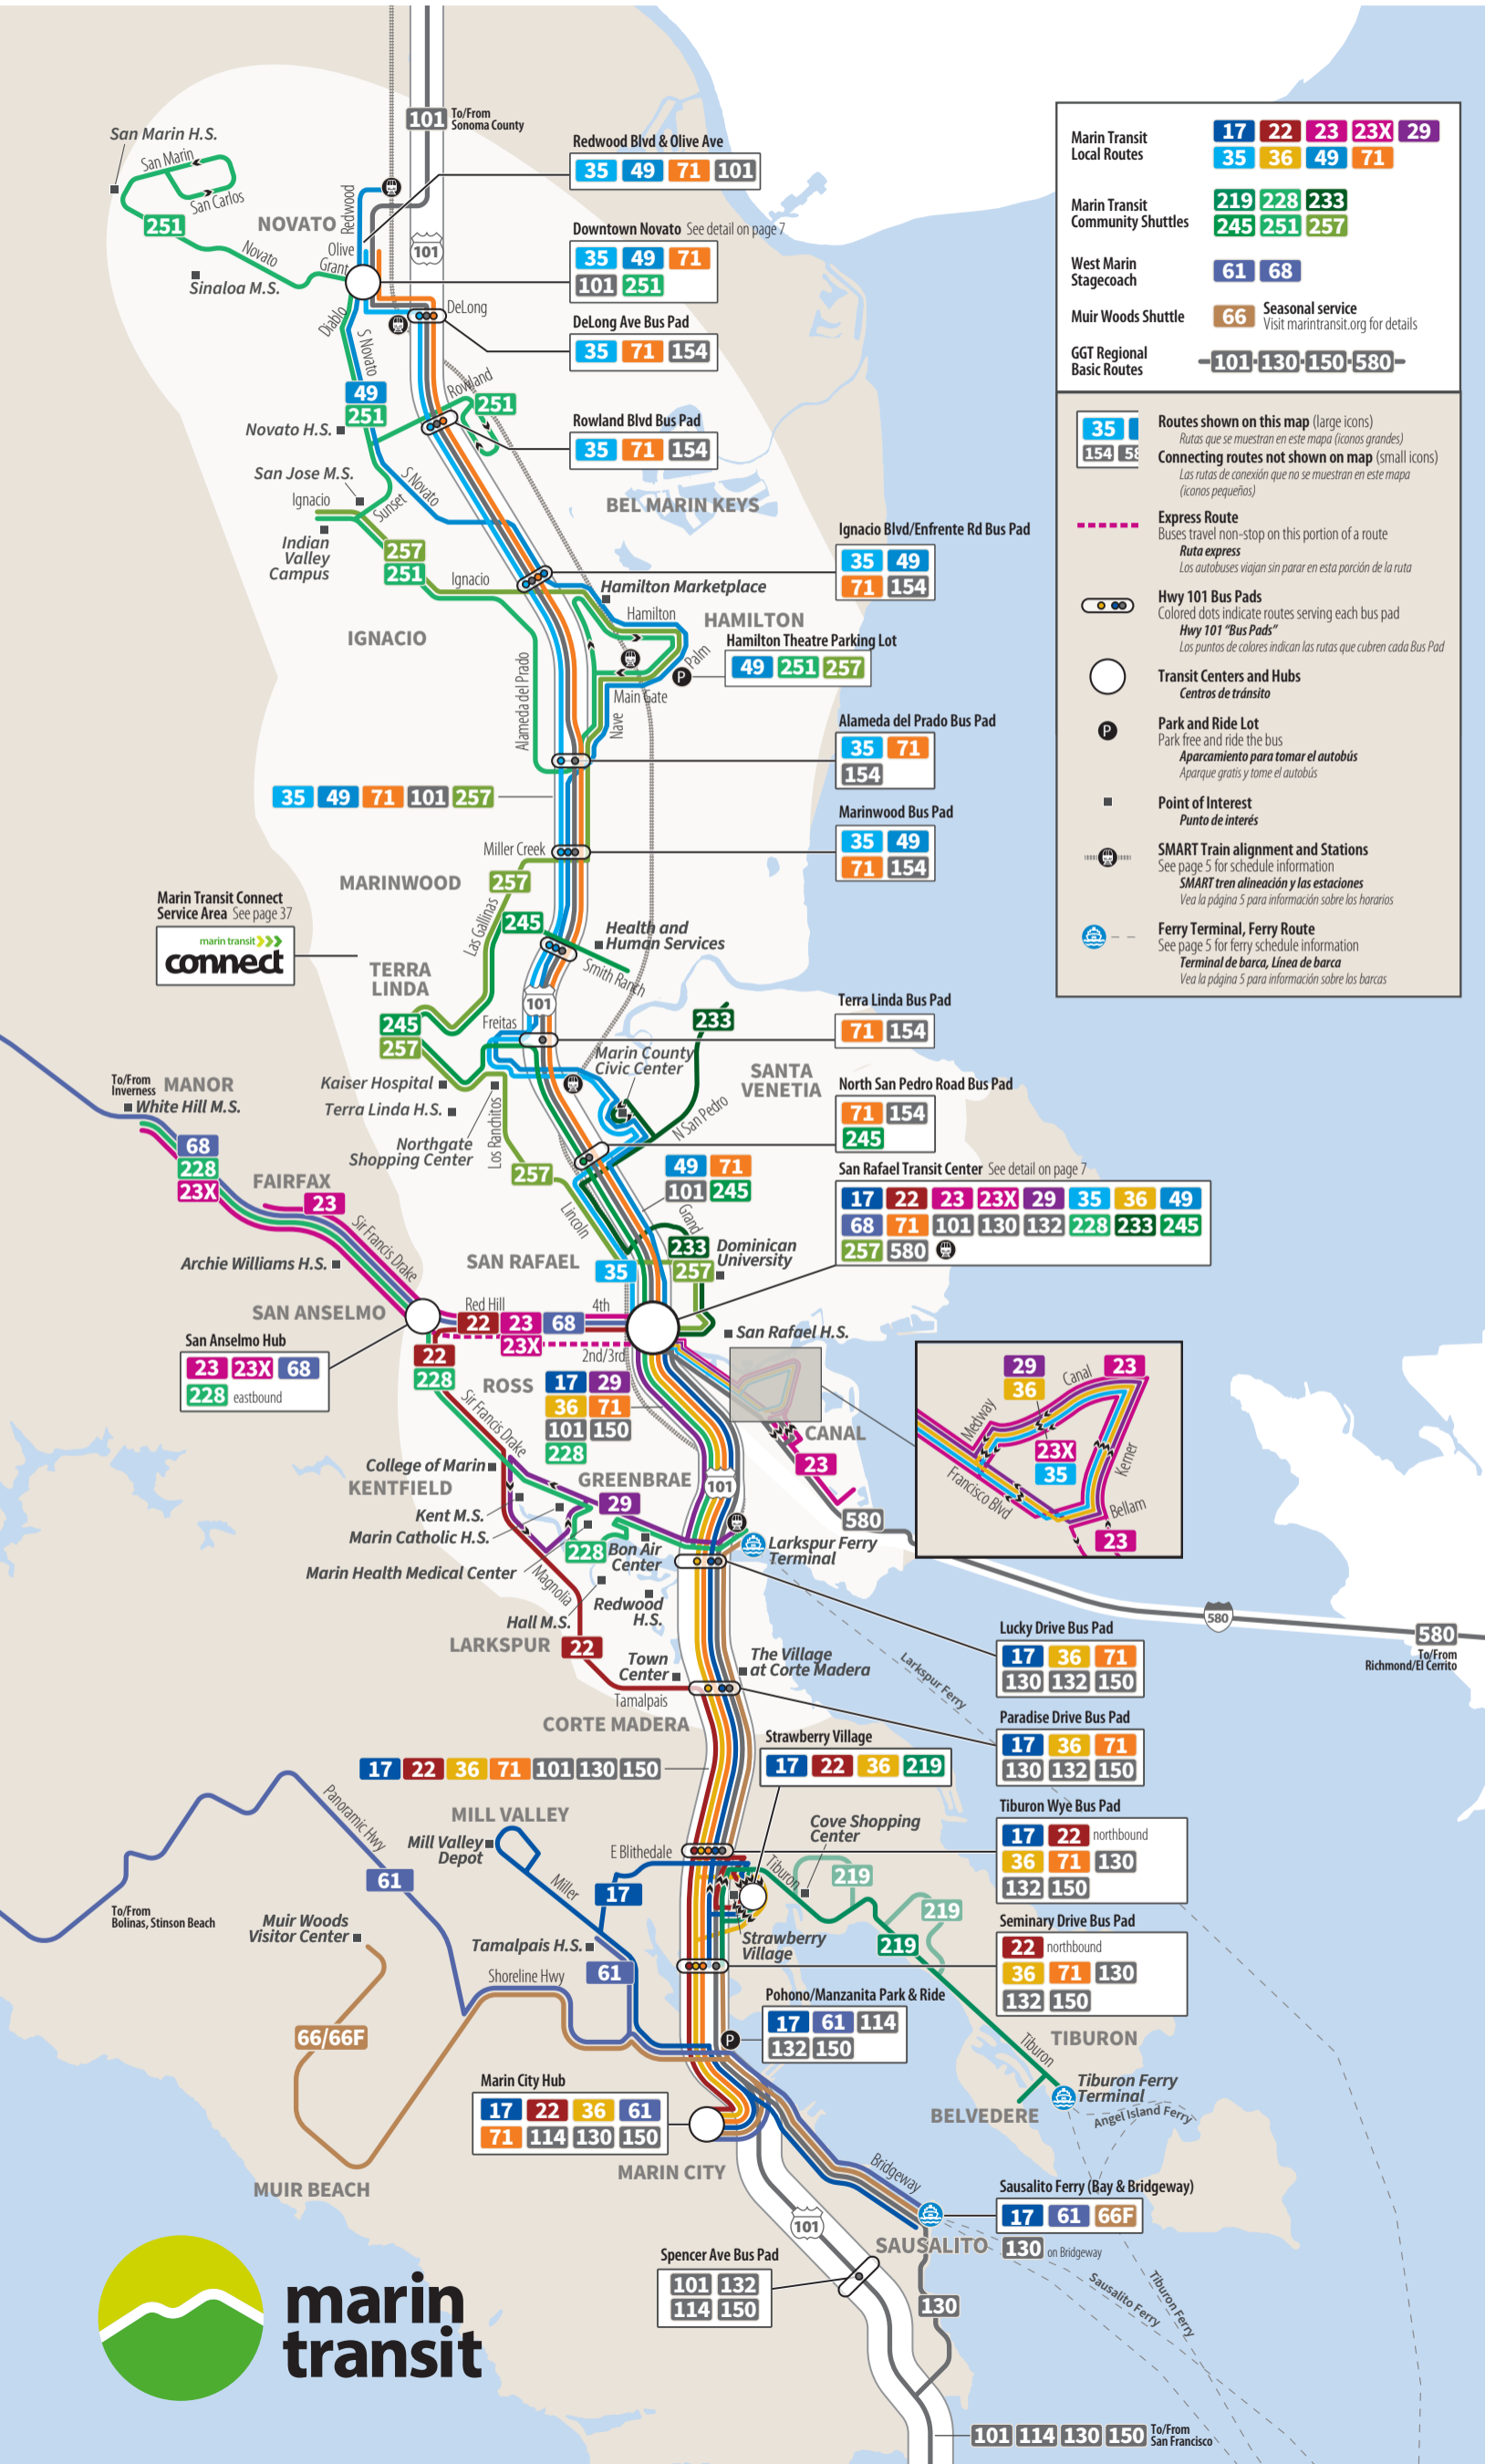 101 To/From
Sonoma County
San Marin H.S.
San Marin
San Carlos
251
NOVATO
Redwood
Novato
Olive
Grant
Sinaloa M.S.
Diablo
S Novato
101
DeLong
Redwood Blvd & Olive Ave
35 49 71 101
Downtown Novato See detail on page 7
35 49 71
101 251
DeLong Ave Bus Pad
35 71 154
49
251
Rowland
251
Novato H.S.
Rowland Blvd Bus Pad
35 71 154
San Jose M.S.
Ignacio
Sunset
S Novato
BEL MARIN KEYS
Indian
Valley
Campus
257
251
Ignacio
Ignacio Blvd/Enfrente Rd Bus Pad
35 49
71 154
Hamilton Marketplace
Hamilton
HAMILTON
IGNACIO
Palm
Hamilton Theatre Parking Lot
49 251 257
P
Main Gate
Alameda del Prado
Nave
Alameda del Prado Bus Pad
35 71
154
35 49 71 101 257
Marinwood Bus Pad
35 49
71 154
Miller Creek
MARINWOOD
257
Marin Transit Connect
Service Area See page 37
marin transit
connect
Las Gallinas
245
Health and
Human Services
Smith Ranch
TERRA
LINDA
101
245
257
Freitas
233
Terra Linda Bus Pad
71 154
Marin County
Civic Center
SANTA
VENETIA
Kaiser Hospital
Terra Linda H.S.
Northgate
Shopping Center
Los Ranchitos
N San Pedro
North San Pedro Road Bus Pad
71 154
245
257
49 71
101 245
Lincoln
Grand
To/From
Inverness
MANOR
White Hill M.S.
68
228
23X
FAIRFAX
23
Sir Francis Drake
Archie Williams H.S.
SAN RAFAEL
35
233
257
Dominican
University
San Rafael Transit Center See detail on page 7
17 22 23 23X 29 35 36 49
68 71 101 130 132 228 233 245
257 580
SAN ANSELMO
Red Hill
4th
22 23 68
23X
2nd/3rd
San Rafael H.S.
San Anselmo Hub
23 23X 68
228 eastbound
22
228
ROSS
17 29
36 71
101 150
228
Sir Francis Drake
CANAL
23
580
29
36
Canal
23
Medway
23X
35
Kerner
Francisco Blvd
Bellam
23
College of Marin
KENTFIELD
GREENBRAE
101
29
Kent M.S.
Marin Catholic H.S.
228
Bon Air
Center
Larkspur Ferry
Terminal
Marin Health Medical Center
Magnolia
Hall M.S.
Redwood
H.S.
LARKSPUR
22
580
580
To/From
Richmond/El Cerrito
Lucky Drive Bus Pad
17 36 71
130 132 150
Town
Center
The Village
at Corte Madera
Larkspur Ferry
Tamalpais
CORTE MADERA
Paradise Drive Bus Pad
17 36 71
130 132 150
17 22 36 71 101 130 150
Strawberry Village
17 22 36 219
Tiburon Wye Bus Pad
17 22 northbound
36 71 130
132 150
MILL VALLEY
Mill Valley
Depot
E Blithedale
Cove Shopping
Center
Tiburon
219
219
219
Panoramic Hwy
61
Miller
17
To/From
Bolinas, Stinson Beach
Muir Woods
Visitor Center
Tamalpais H.S.
Strawberry
Village
Seminary Drive Bus Pad
22 northbound
36 71 130
132 150
61
Shoreline Hwy
Pohono/Manzanita Park & Ride
17 61 114
132 150
P
66/66F
TIBURON
Tiburon
Tiburon Ferry
Terminal
Angel Island Ferry
BELVEDERE
Marin City Hub
17 22 36 61
71 114 130 150
MARIN CITY
MUIR BEACH
Bridgeway
Sausalito Ferry (Bay & Bridgeway)
17 61 66F
130 on Bridgeway
101
SAUSALITO
Spencer Ave Bus Pad
101 132
114 150
130
Sausalito Ferry
Tiburon Ferry
101 114 130 150 To/From
San Francisco
marin
transit
Marin Transit
Local Routes
17 22 23 23X 29
35 36 49 71
Marin Transit
Community Shuttles
219 228 233
245 251 257
West Marin
Stagecoach
61 68
Muir Woods Shuttle
66 Seasonal service
Visit marintransit.org for details
GGT Regional
Basic Routes
101 130 150 580
35
154 58
Routes shown on this map (large icons)
Rutas que se muestran en este mapa (iconos grandes)
Connecting routes not shown on map (small icons)
Las rutas de conexión que no se muestran en este mapa
(iconos pequeños)
Express Route
Buses travel non-stop on this portion of a route
Ruta express
Los autobuses viajan sin parar en esta porción de la ruta
Hwy 101 Bus Pads
Colored dots indicate routes serving each bus pad
Hwy 101 "Bus Pads"
Los puntos de colores indican las rutas que cubren cada Bus Pad
Transit Centers and Hubs
Centros de tránsito
P
Park and Ride Lot
Park free and ride the bus
Aparcamiento para tomar el autobús
Aparque gratis y tome el autobús
Point of Interest
Punto de interés
SMART Train alignment and Stations
See page 5 for schedule information
SMART tren alineación y las estaciones
Vea la página 5 para información sobre los horarios
Ferry Terminal, Ferry Route
See page 5 for ferry schedule information
Terminal de barca, Línea de barca
Vea la página 5 para información sobre los barcas